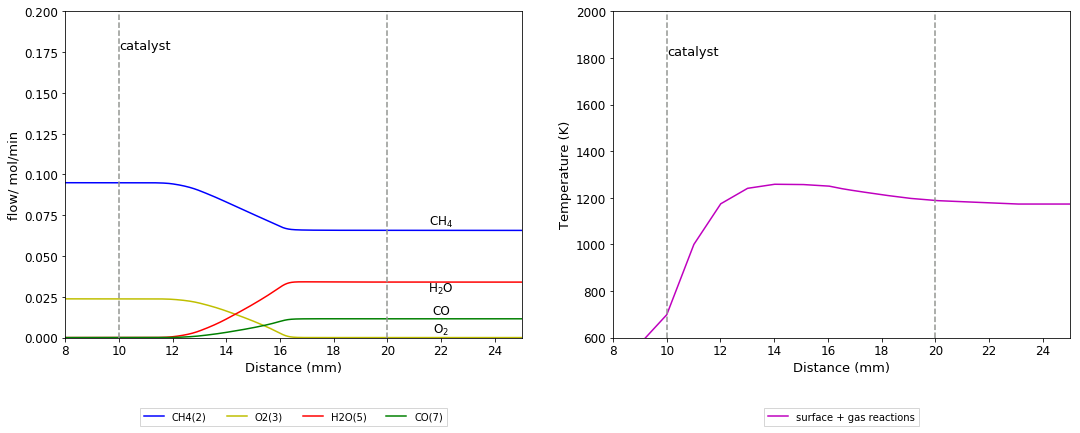 0.200
0.175
0.150
0.125
0.100
0.075
0.050
0.025
0.000
flow/ mol/min
catalyst
CH₄
H₂O
CO
O₂
8 10 12 14 16 18 20 22 24
Distance (mm)
CH4(2) O2(3) H2O(5) CO(7)
2000
1800
1600
1400
1200
1000
800
600
Temperature (K)
catalyst
8 10 12 14 16 18 20 22 24
Distance (mm)
surface + gas reactions